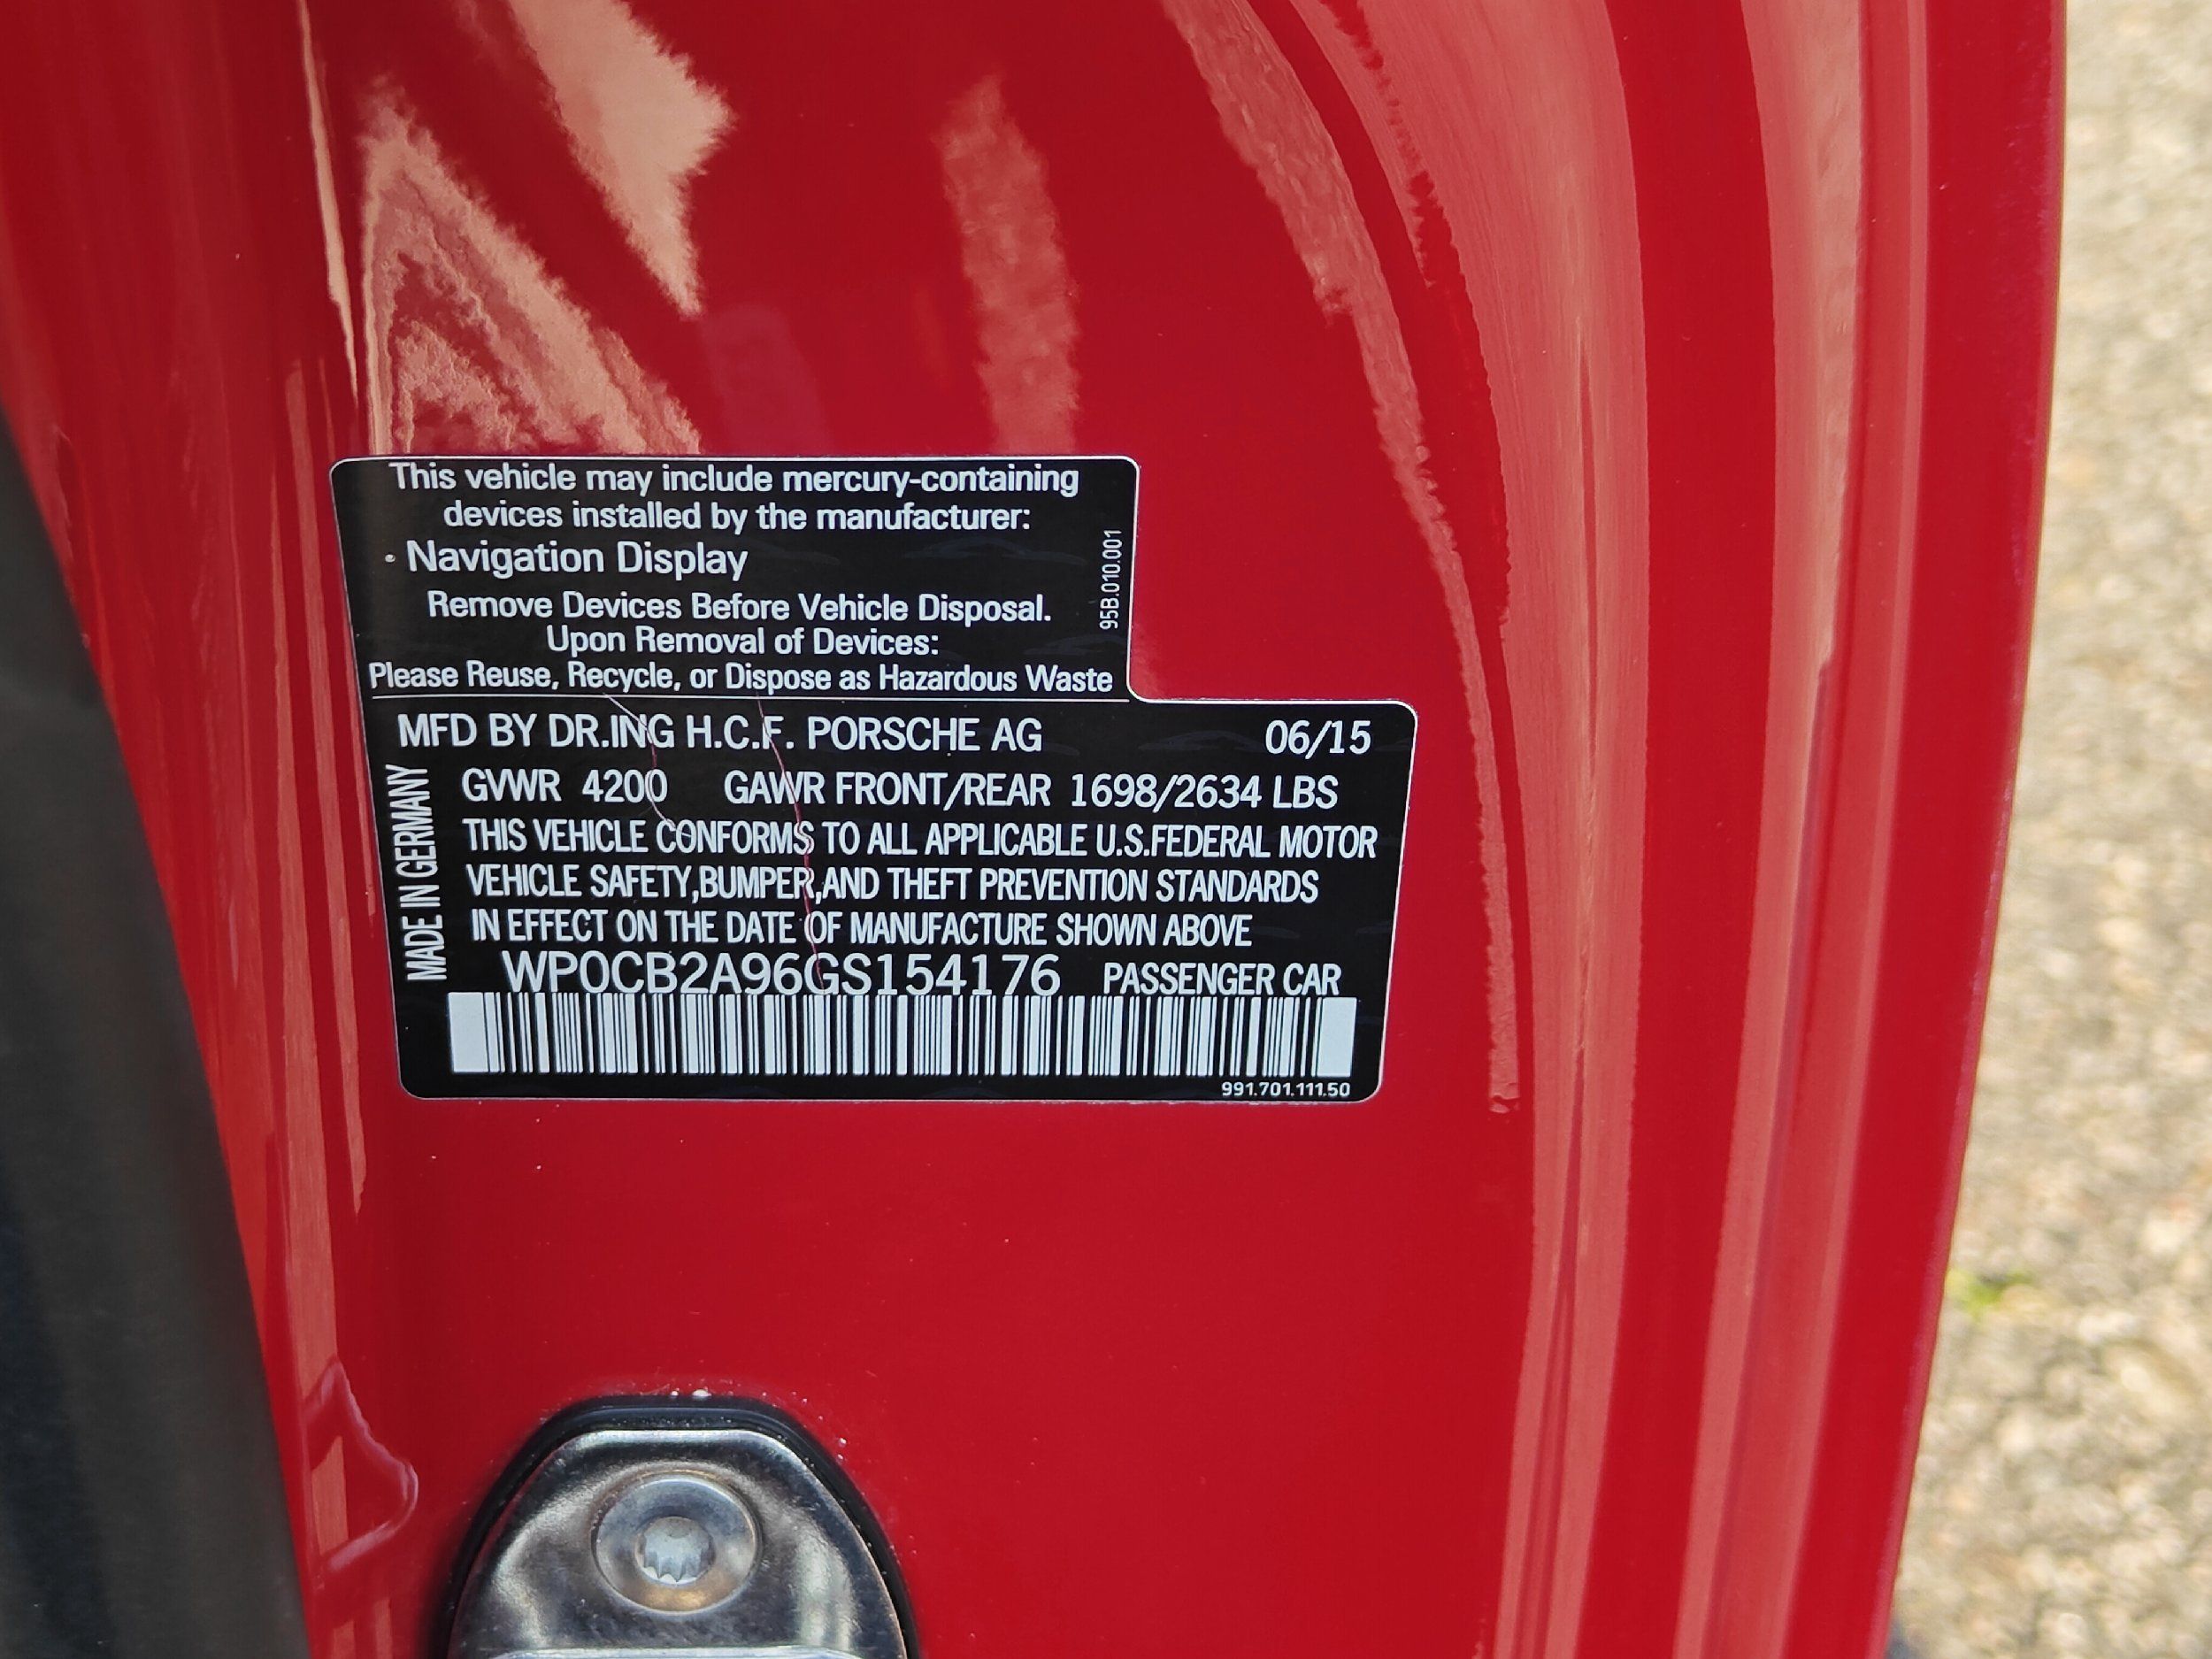 This vehicle may include mercury-containing
devices installed by the manufacturer:
· Navigation Display
Remove Devices Before Vehicle Disposal.
Upon Removal of Devices:
Please Reuse, Recycle, or Dispose as Hazardous Waste
95B.010.001
MFD BY DR.ING H.C.F. PORSCHE AG 06/15
GVWR 4200 GAWR FRONT/REAR 1698/2634 LBS
THIS VEHICLE CONFORMS TO ALL APPLICABLE U.S.FEDERAL MOTOR
VEHICLE SAFETY,BUMPER,AND THEFT PREVENTION STANDARDS
IN EFFECT ON THE DATE OF MANUFACTURE SHOWN ABOVE
MADE IN GERMANY
WP0CB2A96GS154176 PASSENGER CAR
991.701.111.50